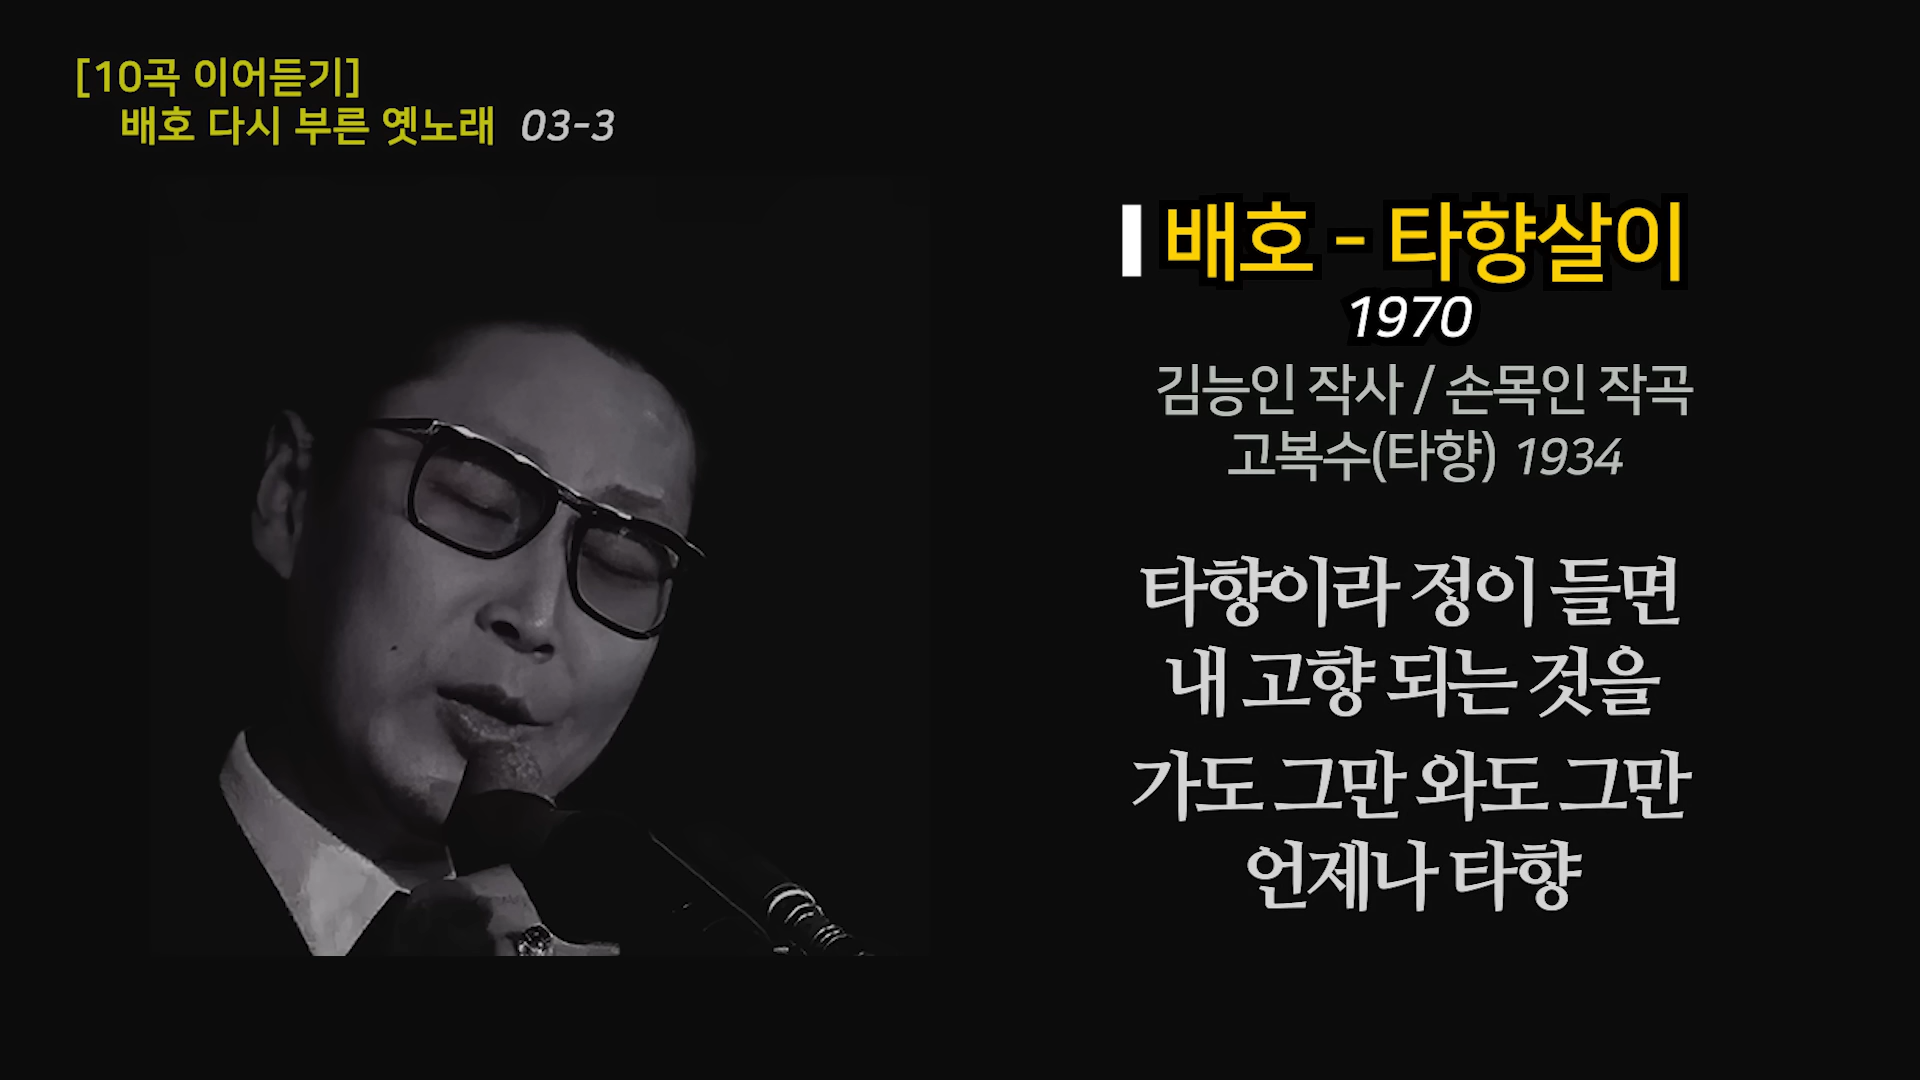 [10곡 이어듣기]
배호 다시 부른 옛노래 03-3
배호 - 타향살이
1970
김능인 작사 / 손목인 작곡
고복수(타향) 1934
타향이라 정이 들면
내 고향 되는 것을
가도 그만 와도 그만
언제나 타향